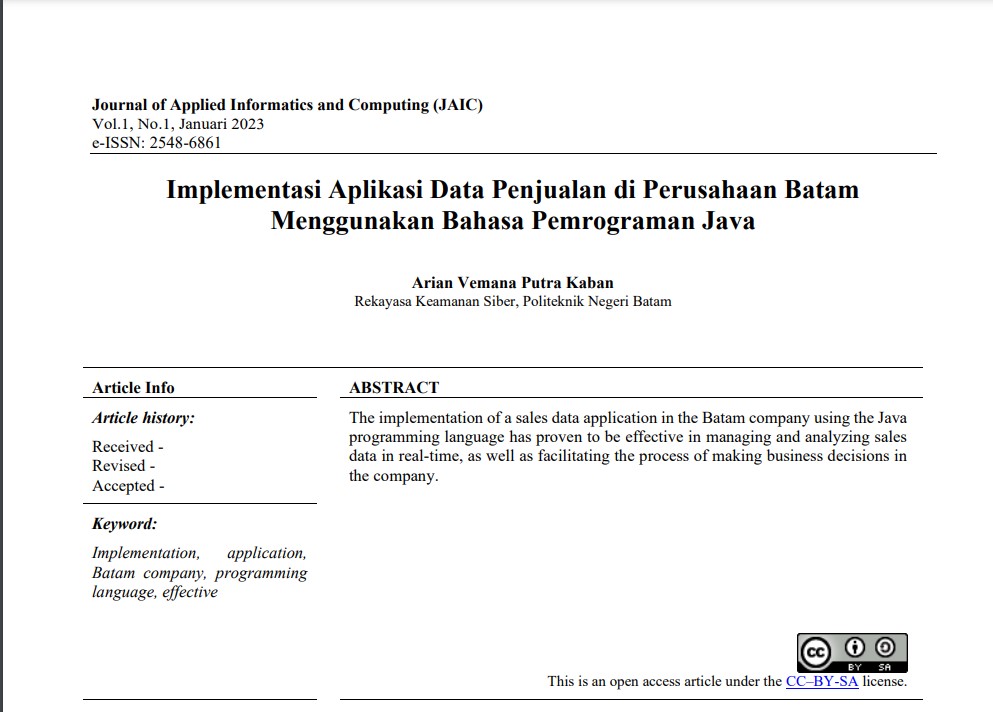 Journal of Applied Informatics and Computing (JAIC)
Vol.1, No.1, Januari 2023
e-ISSN: 2548-6861
Implementasi Aplikasi Data Penjualan di Perusahaan Batam
Menggunakan Bahasa Pemrograman Java
Arian Vemana Putra Kaban
Rekayasa Keamanan Siber, Politeknik Negeri Batam
Article Info
Article history:
Received -
Revised -
Accepted -
Keyword:
Implementation, application,
Batam company, programming
language, effective
ABSTRACT
The implementation of a sales data application in the Batam company using the Java
programming language has proven to be effective in managing and analyzing sales
data in real-time, as well as facilitating the process of making business decisions in
the company.
cc
BY SA
This is an open access article under the CC–BY-SA license.